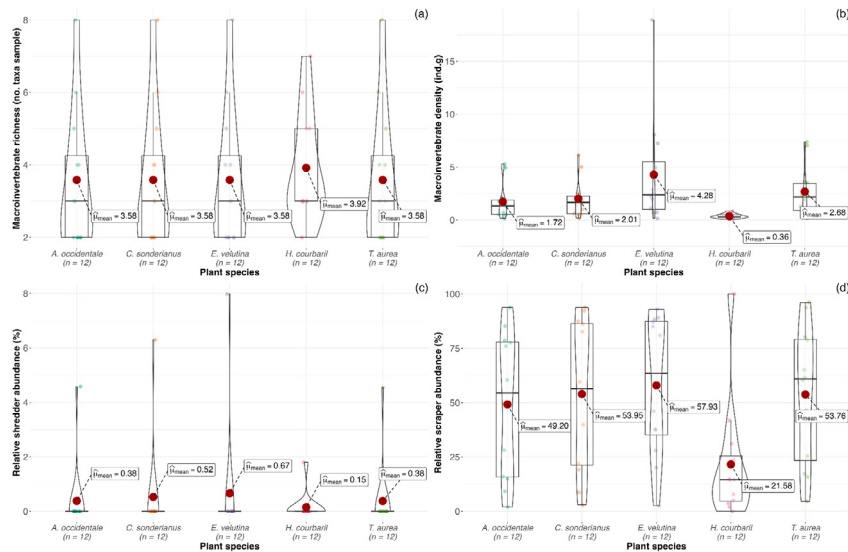 (a)
Macroinvertebrate richness (no. taxa sample)
8
6
4
2
μ̂mean = 3.58
μ̂mean = 3.58
μ̂mean = 3.58
μ̂mean = 3.92
μ̂mean = 3.58
A. occidentale
(n = 12)
C. sonderianus
(n = 12)
E. velutina
(n = 12)
H. courbaril
(n = 12)
T. aurea
(n = 12)
Plant species
(b)
Macroinvertebrate density (ind.g)
15
10
5
0
μ̂mean = 1.72
μ̂mean = 2.01
μ̂mean = 4.28
μ̂mean = 0.36
μ̂mean = 2.68
A. occidentale
(n = 12)
C. sonderianus
(n = 12)
E. velutina
(n = 12)
H. courbaril
(n = 12)
T. aurea
(n = 12)
Plant species
(c)
Relative shredder abundance (%)
8
6
4
2
0
μ̂mean = 0.38
μ̂mean = 0.52
μ̂mean = 0.67
μ̂mean = 0.15
μ̂mean = 0.38
A. occidentale
(n = 12)
C. sonderianus
(n = 12)
E. velutina
(n = 12)
H. courbaril
(n = 12)
T. aurea
(n = 12)
Plant species
(d)
Relative scraper abundance (%)
100
75
50
25
0
μ̂mean = 49.20
μ̂mean = 53.95
μ̂mean = 57.93
μ̂mean = 21.58
μ̂mean = 53.76
A. occidentale
(n = 12)
C. sonderianus
(n = 12)
E. velutina
(n = 12)
H. courbaril
(n = 12)
T. aurea
(n = 12)
Plant species